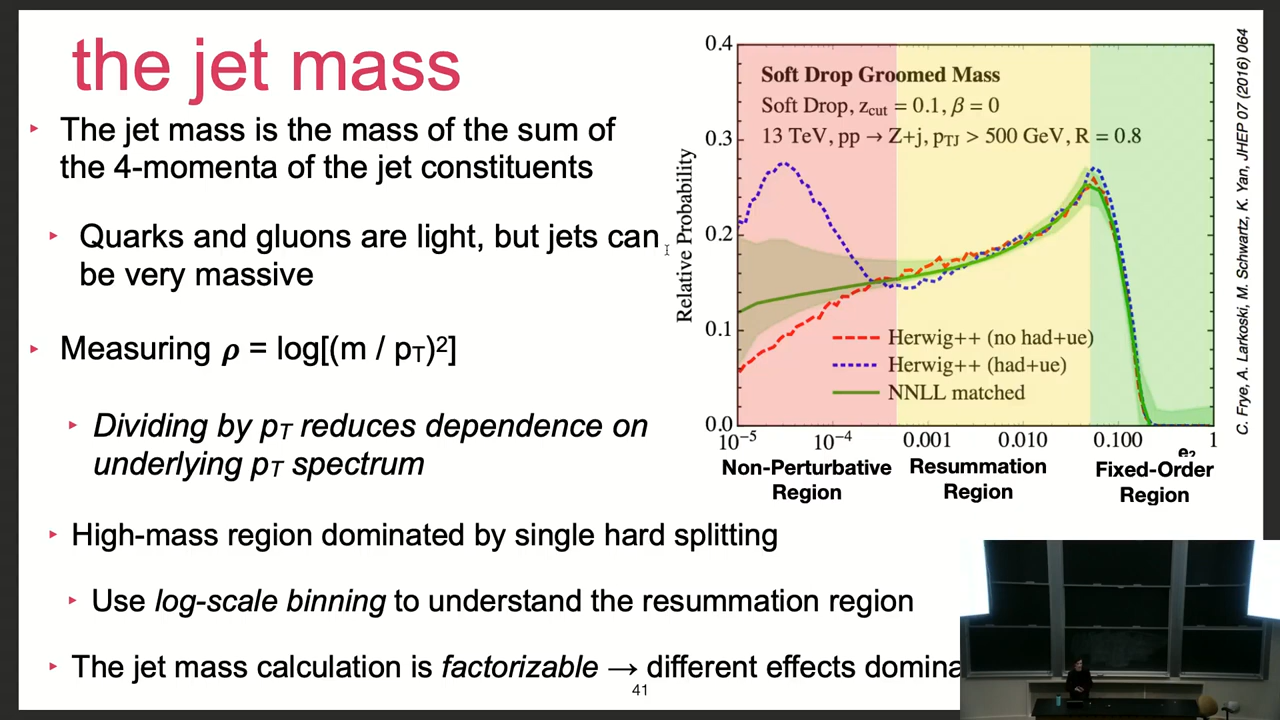 the jet mass
‣ The jet mass is the mass of the sum of
the 4-momenta of the jet constituents
‣ Quarks and gluons are light, but jets can
be very massive
‣ Measuring ρ = log[(m / pT)2]
‣ Dividing by pT reduces dependence on
underlying pT spectrum
‣ High-mass region dominated by single hard splitting
‣ Use log-scale binning to understand the resummation region
‣ The jet mass calculation is factorizable → different effects domina
41
0.4
0.3
0.2
0.1
0.0
Relative Probability
Soft Drop Groomed Mass
Soft Drop, zcut = 0.1, β = 0
13 TeV, pp → Z+j, pTJ > 500 GeV, R = 0.8
Herwig++ (no had+ue)
Herwig++ (had+ue)
NNLL matched
10⁻⁵ 10⁻⁴ 0.001 0.010 0.100 1
e₂
Non-Perturbative
Region
Resummation
Region
Fixed-Order
Region
C. Frye, A. Larkoski, M. Schwartz, K. Yan, JHEP 07 (2016) 064